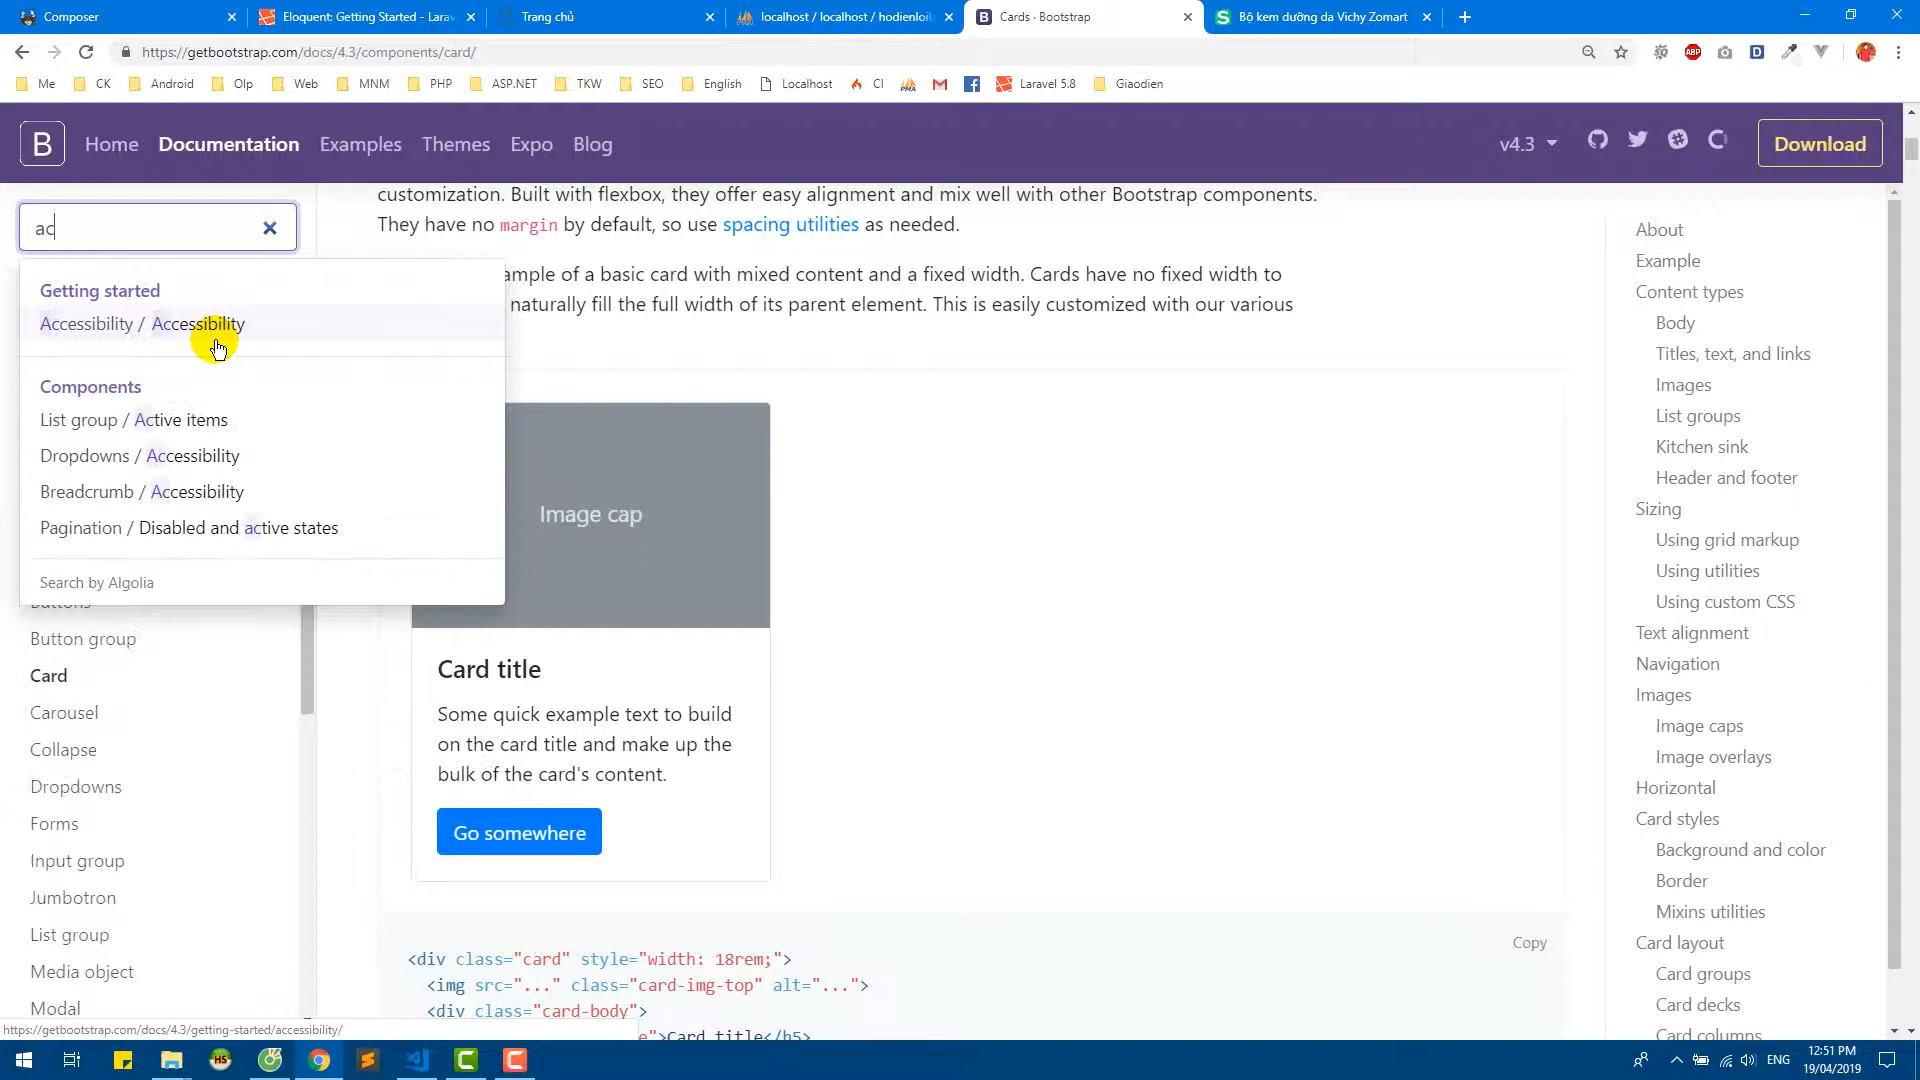 Composer
Eloquent: Getting Started - Larav
Trang chủ
localhost / localhost / hodienloi
Cards · Bootstrap
Bộ kem dưỡng da Vichy Zomart
https://getbootstrap.com/docs/4.3/components/card/
Me
CK
Android
Olp
Web
MNM
PHP
ASP.NET
TKW
SEO
English
Localhost
CI
Laravel 5.8
Giaodien
B
Home
Documentation
Examples
Themes
Expo
Blog
v4.3
Download
ac
Getting started
Accessibility / Accessibility
Components
List group / Active items
Dropdowns / Accessibility
Breadcrumb / Accessibility
Pagination / Disabled and active states
Search by Algolia
Buttons
Button group
Card
Carousel
Collapse
Dropdowns
Forms
Input group
Jumbotron
List group
Media object
Modal
https://getbootstrap.com/docs/4.3/getting-started/accessibility/
customization. Built with flexbox, they offer easy alignment and mix well with other Bootstrap components.
They have no margin by default, so use spacing utilities as needed.
ample of a basic card with mixed content and a fixed width. Cards have no fixed width to
naturally fill the full width of its parent element. This is easily customized with our various
Image cap
Card title
Some quick example text to build
on the card title and make up the
bulk of the card's content.
Go somewhere
Copy
<div class="card" style="width: 18rem;">
<img src="..." class="card-img-top" alt="...">
<div class="card-body">
e">Card title</h5>
About
Example
Content types
Body
Titles, text, and links
Images
List groups
Kitchen sink
Header and footer
Sizing
Using grid markup
Using utilities
Using custom CSS
Text alignment
Navigation
Images
Image caps
Image overlays
Horizontal
Card styles
Background and color
Border
Mixins utilities
Card layout
Card groups
Card decks
Card columns
ENG
12:51 PM
19/04/2019